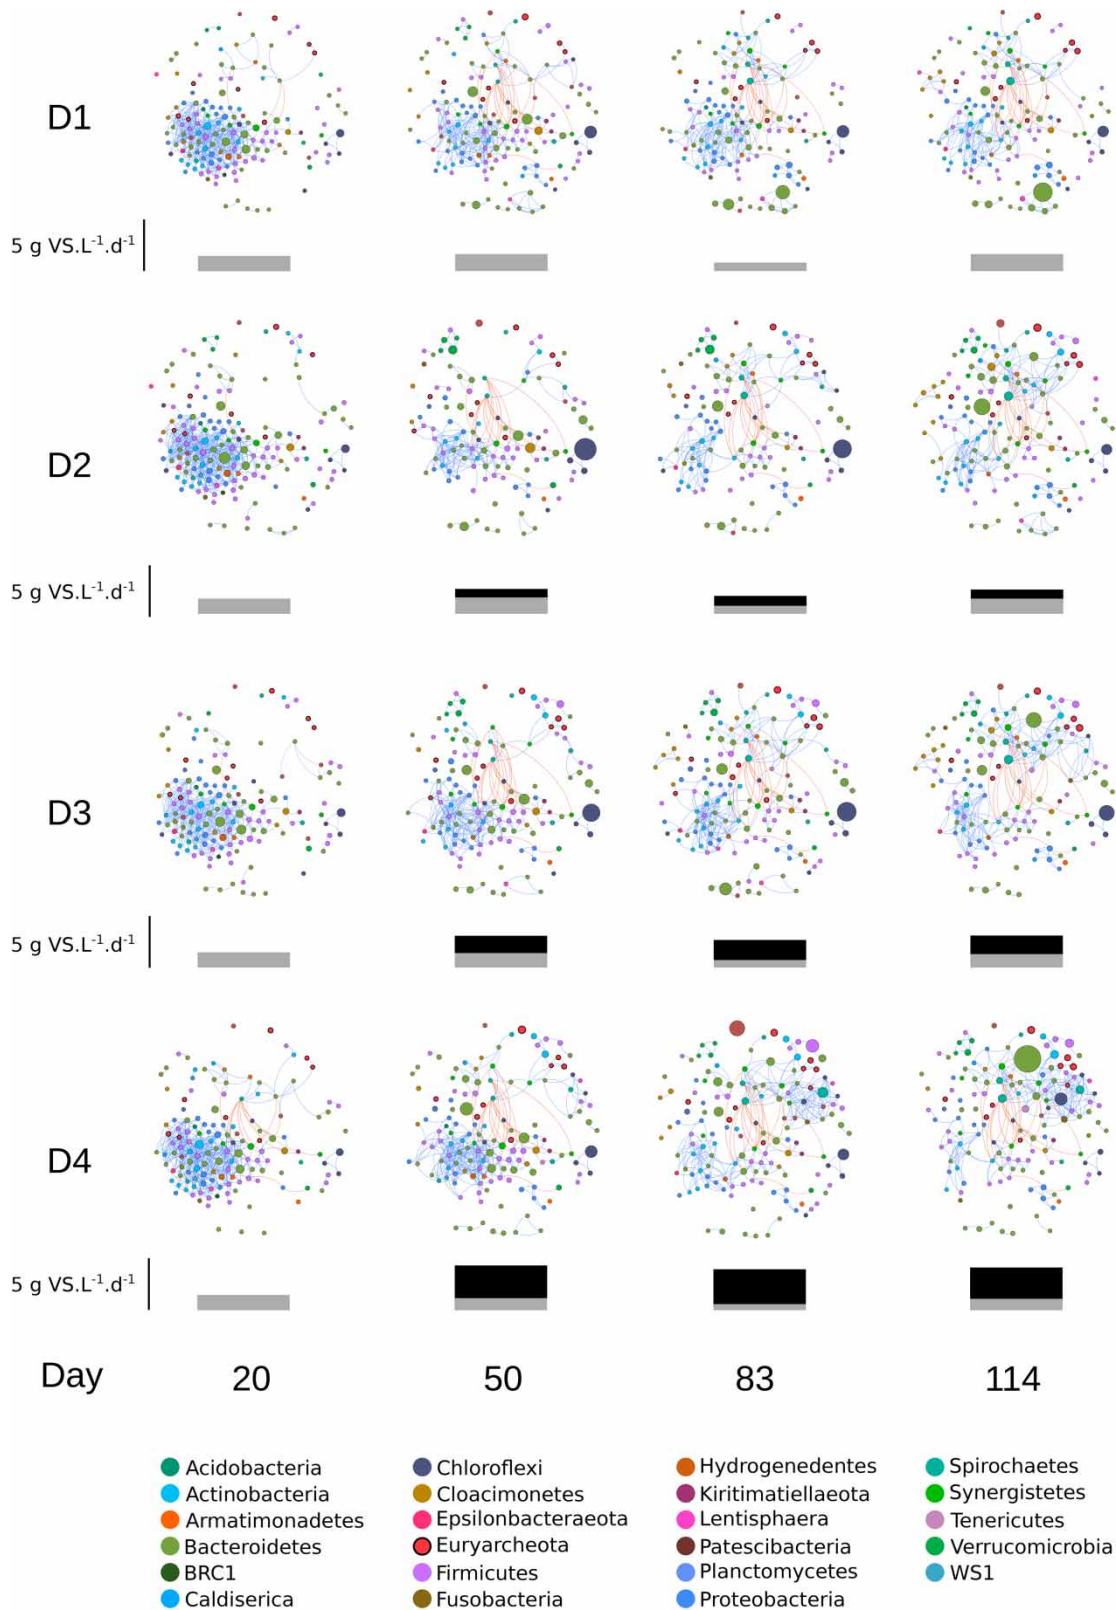 D1
5 g VS.L⁻¹.d⁻¹
D2
5 g VS.L⁻¹.d⁻¹
D3
5 g VS.L⁻¹.d⁻¹
D4
5 g VS.L⁻¹.d⁻¹
Day 20 50 83 114
Acidobacteria Chloroflexi Hydrogenedentes Spirochaetes
Actinobacteria Cloacimonetes Kiritimatiellaeota Synergistetes
Armatimonadetes Epsilonbacteraeota Lentisphaera Tenericutes
Bacteroidetes Euryarcheota Patescibacteria Verrucomicrobia
BRC1 Firmicutes Planctomycetes WS1
Caldiserica Fusobacteria Proteobacteria